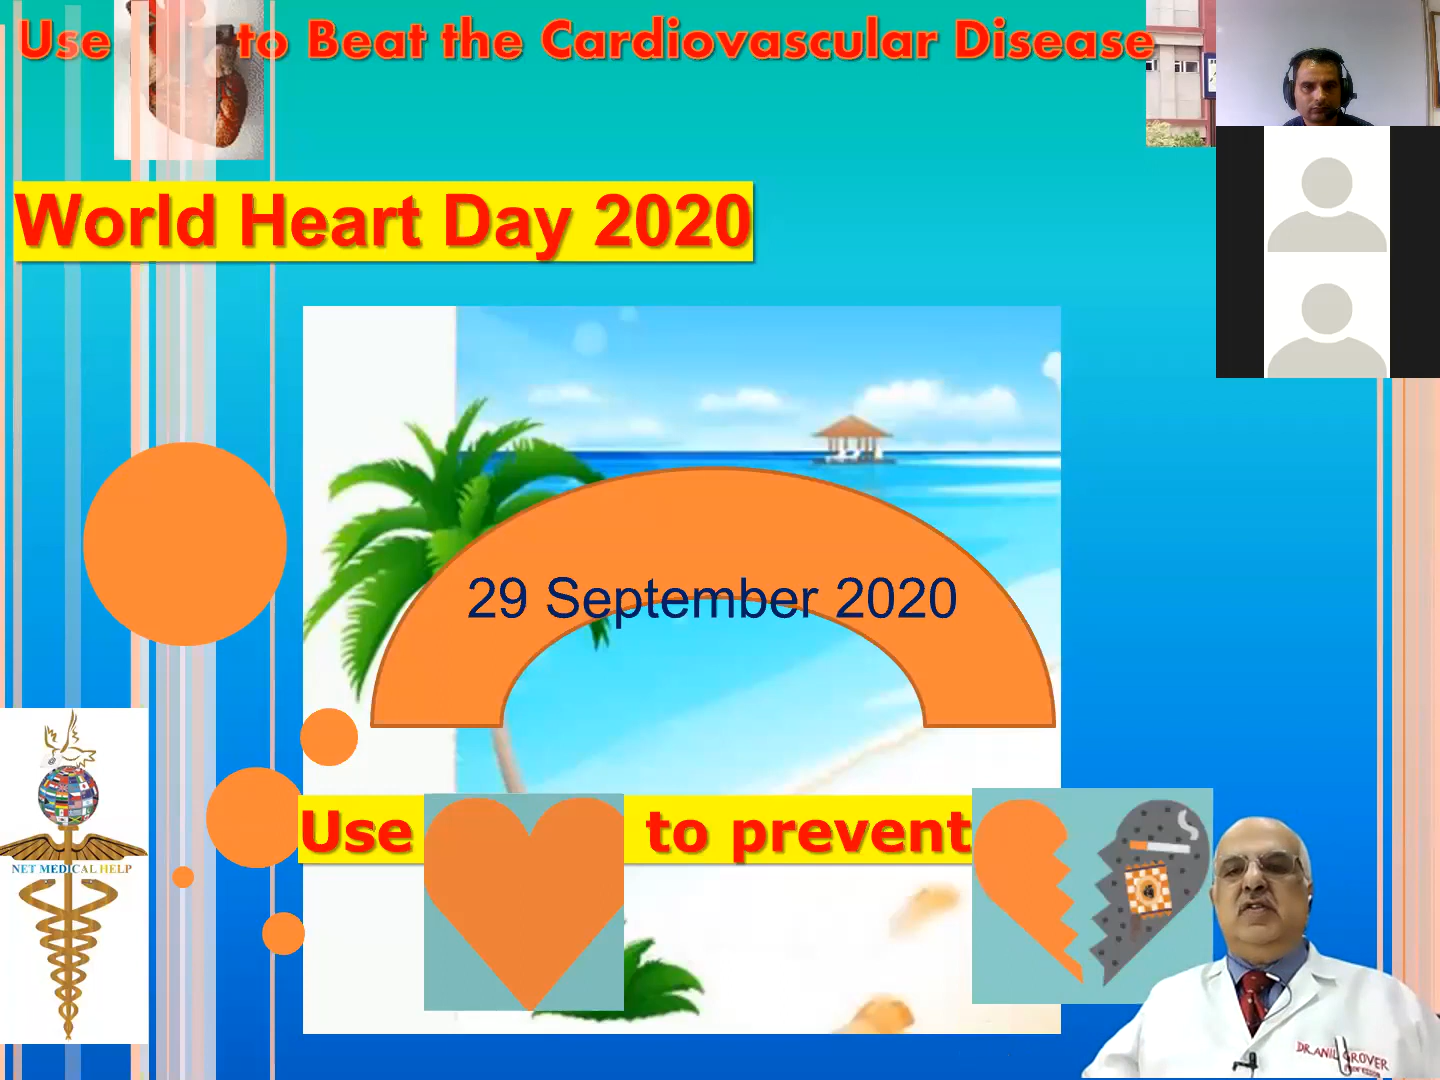 Use to Beat the Cardiovascular Disease
World Heart Day 2020
29 September 2020
Use to prevent
NET MEDICAL HELP
DR.ANIL GROVER
PROFESSOR